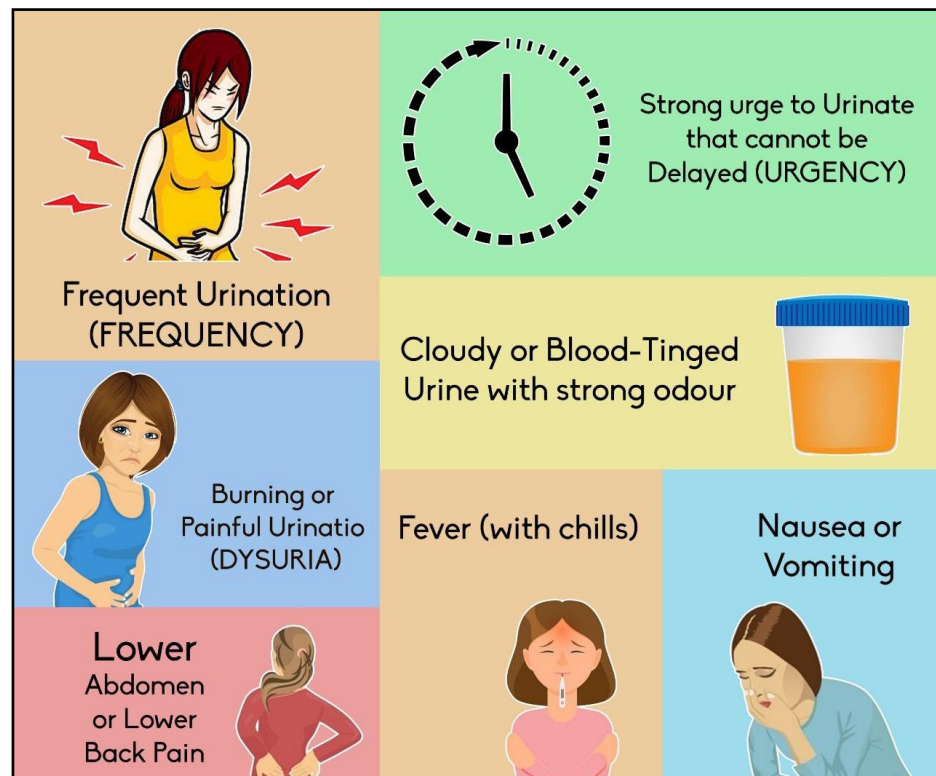 Frequent Urination
(FREQUENCY)
Strong urge to Urinate
that cannot be
Delayed (URGENCY)
Cloudy or Blood-Tinged
Urine with strong odour
Burning or
Painful Urinatio
(DYSURIA)
Fever (with chills)
Nausea or
Vomiting
Lower
Abdomen
or Lower
Back Pain